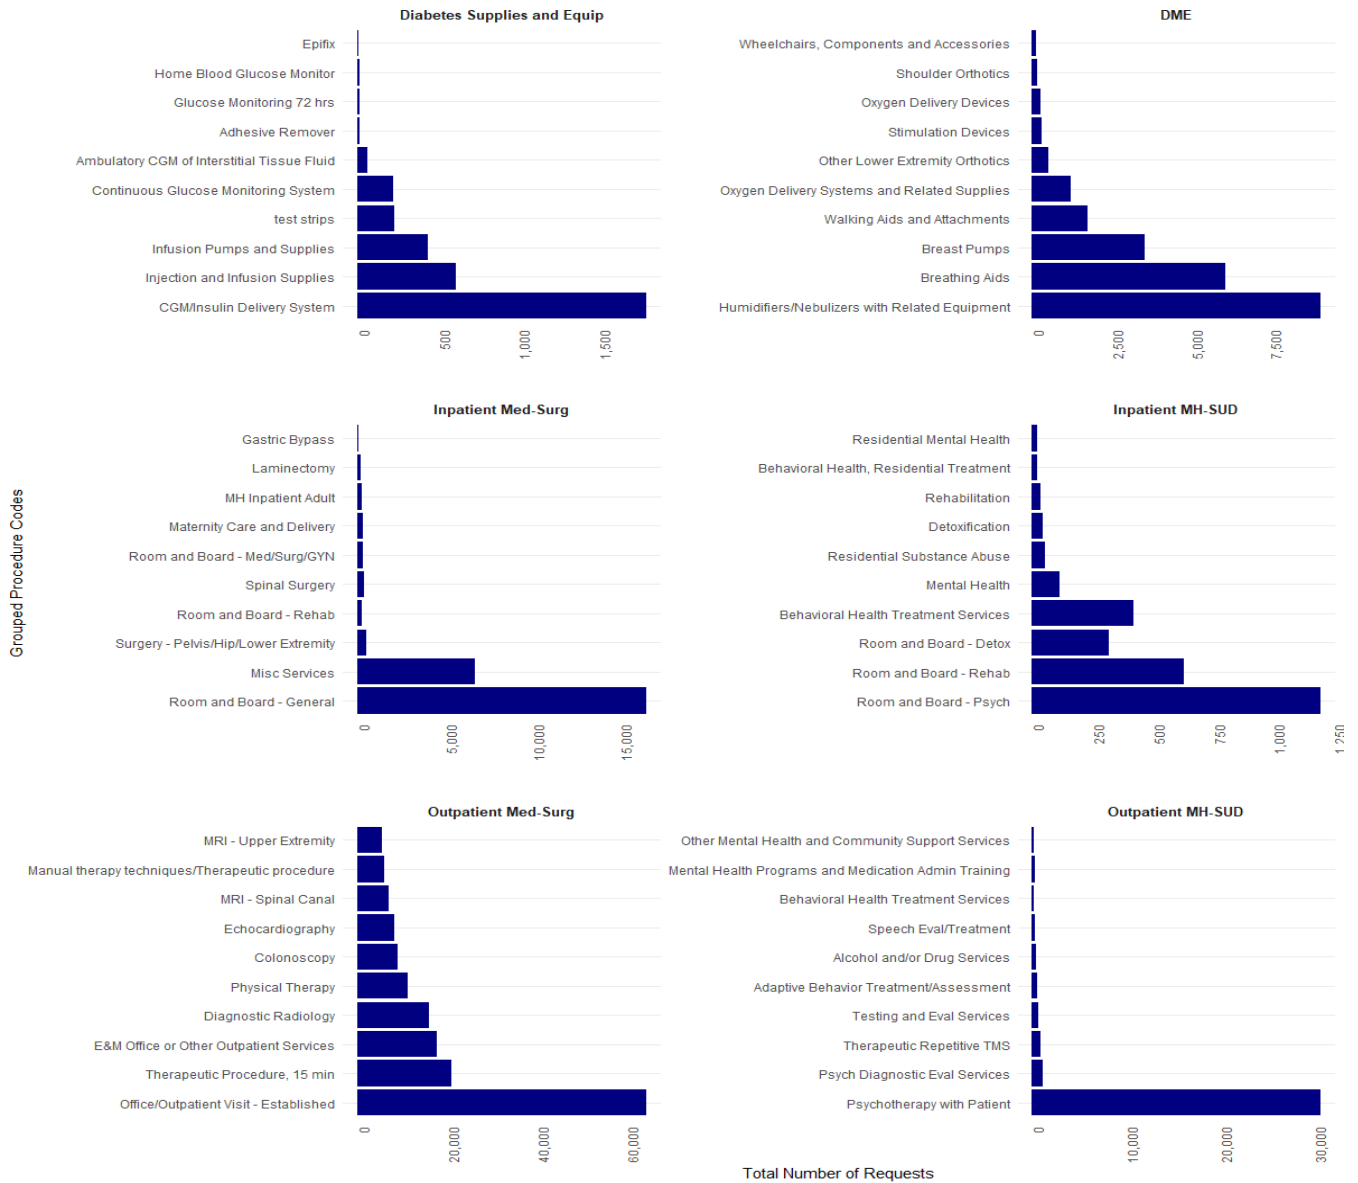 Diabetes Supplies and Equip
Epifix
Home Blood Glucose Monitor
Glucose Monitoring 72 hrs
Adhesive Remover
Ambulatory CGM of Interstitial Tissue Fluid
Continuous Glucose Monitoring System
test strips
Infusion Pumps and Supplies
Injection and Infusion Supplies
CGM/Insulin Delivery System
0
500
1,000
1,500
DME
Wheelchairs, Components and Accessories
Shoulder Orthotics
Oxygen Delivery Devices
Stimulation Devices
Other Lower Extremity Orthotics
Oxygen Delivery Systems and Related Supplies
Walking Aids and Attachments
Breast Pumps
Breathing Aids
Humidifiers/Nebulizers with Related Equipment
0
2,500
5,000
7,500
Grouped Procedure Codes
Inpatient Med-Surg
Gastric Bypass
Laminectomy
MH Inpatient Adult
Maternity Care and Delivery
Room and Board - Med/Surg/GYN
Spinal Surgery
Room and Board - Rehab
Surgery - Pelvis/Hip/Lower Extremity
Misc Services
Room and Board - General
0
5,000
10,000
15,000
Inpatient MH-SUD
Residential Mental Health
Behavioral Health, Residential Treatment
Rehabilitation
Detoxification
Residential Substance Abuse
Mental Health
Behavioral Health Treatment Services
Room and Board - Detox
Room and Board - Rehab
Room and Board - Psych
0
250
500
750
1,000
1,250
Outpatient Med-Surg
MRI - Upper Extremity
Manual therapy techniques/Therapeutic procedure
MRI - Spinal Canal
Echocardiography
Colonoscopy
Physical Therapy
Diagnostic Radiology
E&M Office or Other Outpatient Services
Therapeutic Procedure, 15 min
Office/Outpatient Visit - Established
0
20,000
40,000
60,000
Outpatient MH-SUD
Other Mental Health and Community Support Services
Mental Health Programs and Medication Admin Training
Behavioral Health Treatment Services
Speech Eval/Treatment
Alcohol and/or Drug Services
Adaptive Behavior Treatment/Assessment
Testing and Eval Services
Therapeutic Repetitive TMS
Psych Diagnostic Eval Services
Psychotherapy with Patient
0
10,000
20,000
30,000
Total Number of Requests